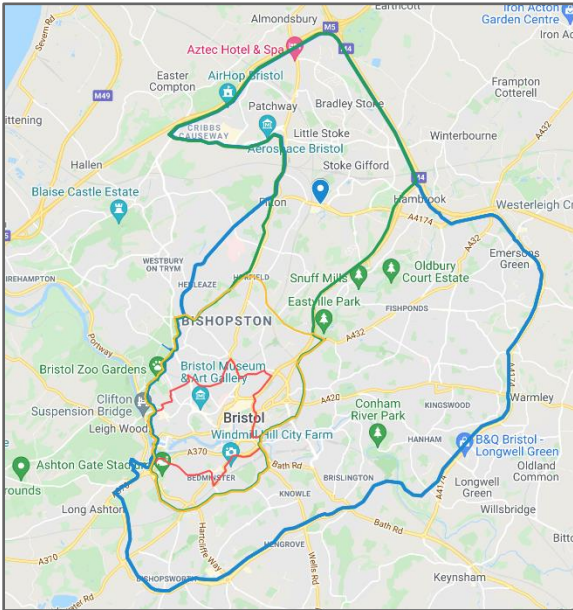 Earthcott
Iron Acton
Garden Centre
Almondsbury
Severn Rd
M5
M4
Iron Ac
Aztec Hotel & Spa
Easter
Compton
AirHop Bristol
M49
Frampton
Cotterell
Patchway
Bradley Stoke
ittening
CRIBBS
CAUSEWAY
Little Stoke
Aerospace Bristol
A432
Winterbourne
Hallen
Stoke Gifford
M4
Blaise Castle Estate
Filton
Hambrook
A4174
Westerleigh
A432
WESTBURY
ON TRYM
Emersons
Green
IREHAMPTON
HENLEAZE
HORFIELD
Snuff Mills
Oldbury
Court Estate
Eastville Park
FISHPONDS
Portway
BISHOPSTON
A432
Bristol Zoo Gardens
Bristol Museum
& Art Gallery
A4174
Clifton
Suspension Bridge
A420
KINGSWOOD
Warmley
Leigh Wood
Bristol
Conham
River Park
Windmill Hill City Farm
HANHAM
B&Q Bristol -
Longwell Green
A370
Ashton Gate Stadium
BEDMINSTER
Bath Rd
BRISLINGTON
Oldland
Common
A4174
rounds
A370
KNOWLE
Longwell
Green
Long Ashton
Willsbridge
Hartcliffe Way
Bath Rd
A370
HENGROVE
Bitto
Wells Rd
BISHOPSWORTH
Keynsham